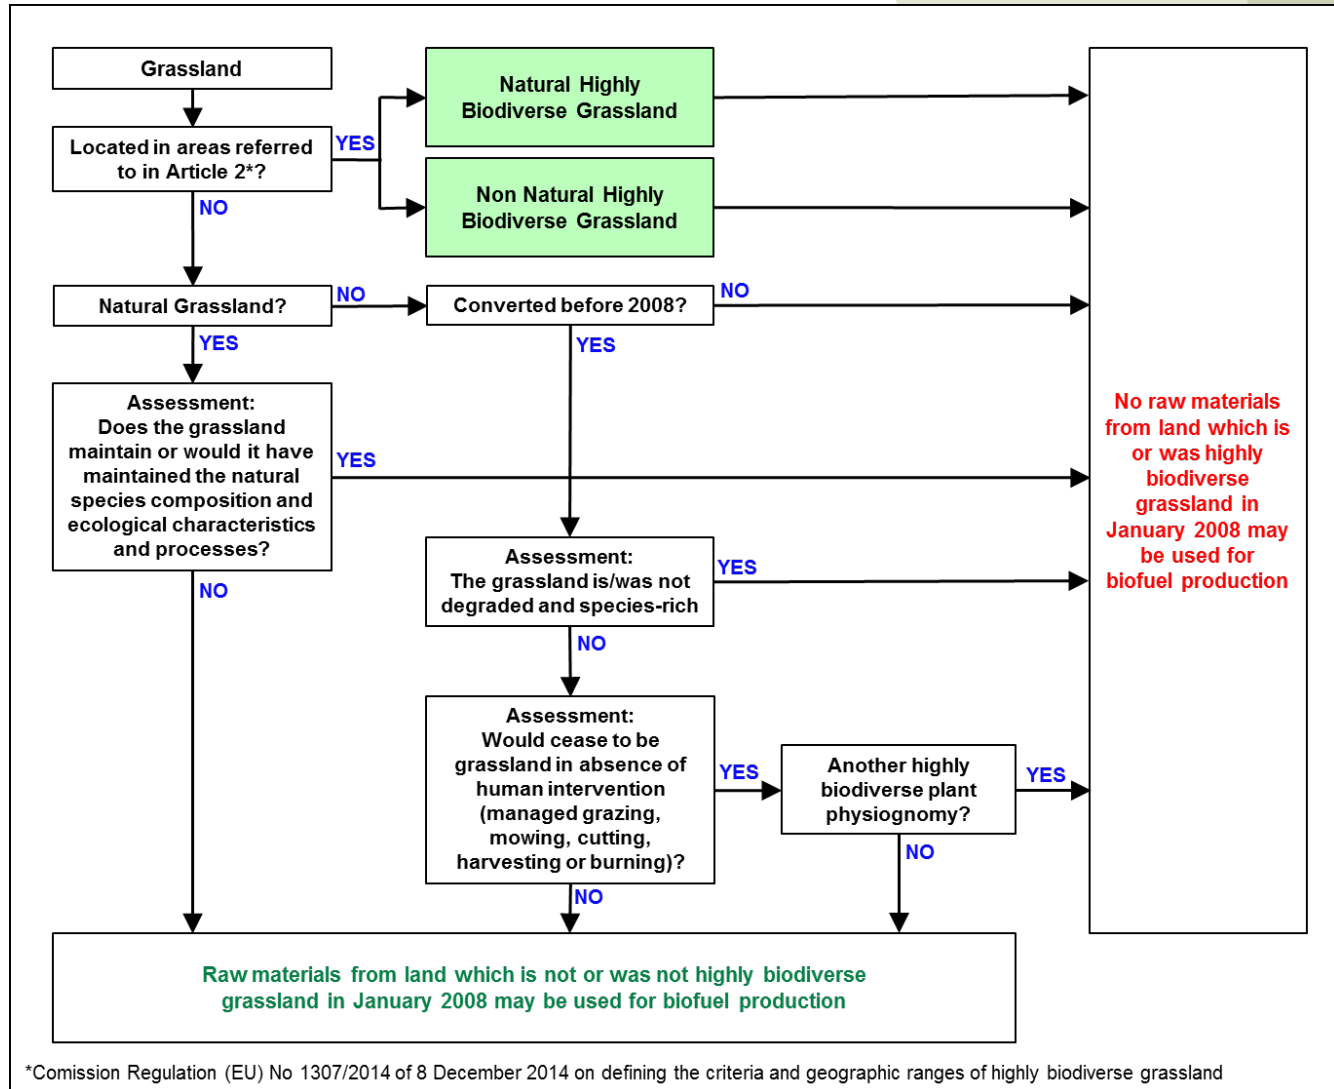 Grassland
Located in areas referred
to in Article 2*?
YES
NO
Natural Highly
Biodiverse Grassland
Non Natural Highly
Biodiverse Grassland
Natural Grassland?
NO
YES
Converted before 2008?
NO
YES
Assessment:
Does the grassland
maintain or would it have
maintained the natural
species composition and
ecological characteristics
and processes?
YES
NO
Assessment:
The grassland is/was not
degraded and species-rich
YES
NO
Assessment:
Would cease to be
grassland in absence of
human intervention
(managed grazing,
mowing, cutting,
harvesting or burning)?
YES
NO
Another highly
biodiverse plant
physiognomy?
YES
NO
No raw materials
from land which is
or was highly
biodiverse
grassland in
January 2008 may
be used for
biofuel production
Raw materials from land which is not or was not highly biodiverse
grassland in January 2008 may be used for biofuel production
*Comission Regulation (EU) No 1307/2014 of 8 December 2014 on defining the criteria and geographic ranges of highly biodiverse grassland